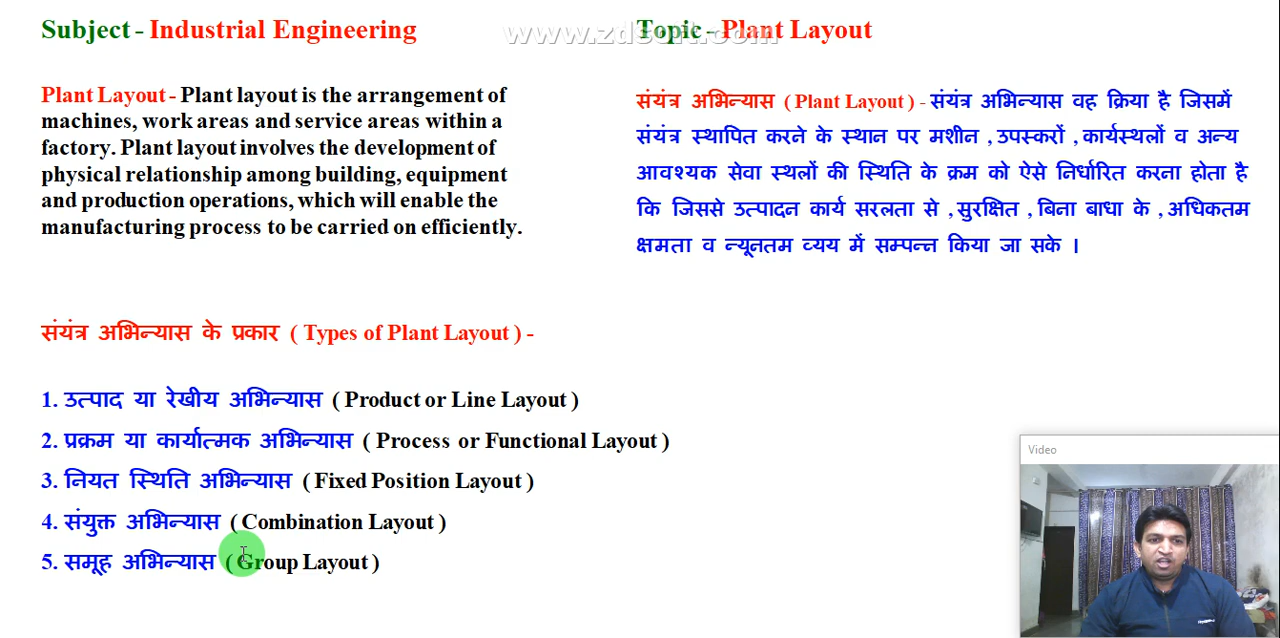 Subject - Industrial Engineering
Topic - Plant Layout
www.zdsoft.com
Plant Layout - Plant layout is the arrangement of
machines, work areas and service areas within a
factory. Plant layout involves the development of
physical relationship among building, equipment
and production operations, which will enable the
manufacturing process to be carried on efficiently.
संयंत्र अभिन्यास ( Plant Layout ) - संयंत्र अभिन्यास वह क्रिया है जिसमें
संयंत्र स्थापित करने के स्थान पर मशीन , उपस्करों , कार्यस्थलों व अन्य
आवश्यक सेवा स्थलों की स्थिति के क्रम को ऐसे निर्धारित करना होता है
कि जिससे उत्पादन कार्य सरलता से , सुरक्षित , बिना बाधा के , अधिकतम
क्षमता व न्यूनतम व्यय में सम्पन्न किया जा सके ।
संयंत्र अभिन्यास के प्रकार ( Types of Plant Layout ) -
1. उत्पाद या रेखीय अभिन्यास ( Product or Line Layout )
2. प्रक्रम या कार्यात्मक अभिन्यास ( Process or Functional Layout )
3. नियत स्थिति अभिन्यास ( Fixed Position Layout )
4. संयुक्त अभिन्यास ( Combination Layout )
5. समूह अभिन्यास ( Group Layout )
Video